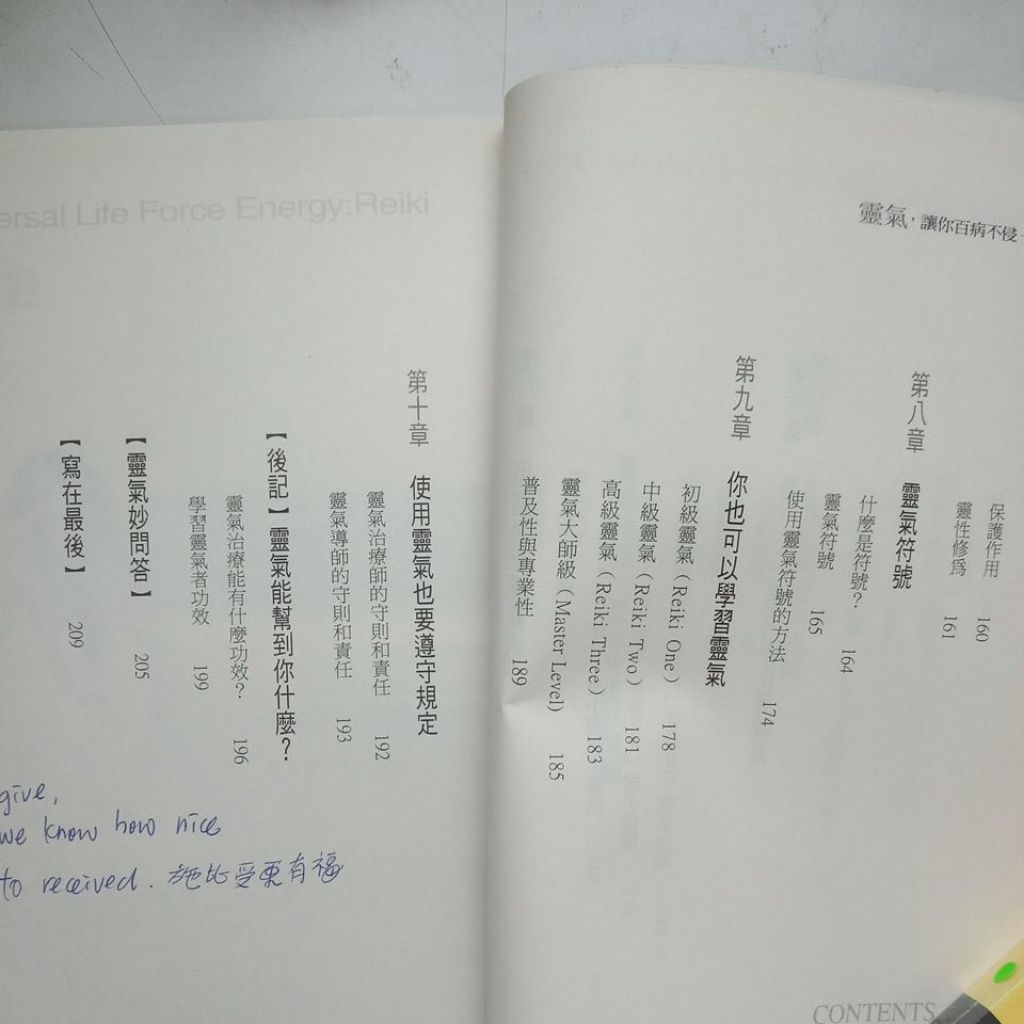 靈氣，讓你百病不侵
保護作用 160
靈性修為 161
第八章 靈氣符號
什麼是符號？ 164
靈氣符號 165
使用靈氣符號的方法 174
第九章 你也可以學習靈氣
初級靈氣（Reiki One） 178
中級靈氣（Reiki Two） 181
高級靈氣（Reiki Three） 183
靈氣大師級（Master Level） 185
普及性與專業性 189
CONTENTS
ersal Life Force Energy:Reiki
第十章 使用靈氣也要遵守規定
靈氣治療師的守則和責任 192
靈氣導師的守則和責任 193
【後記】靈氣能幫到你什麼？
靈氣治療能有什麼功效？ 196
學習靈氣者功效 199
【靈氣妙問答】 205
【寫在最後】 209
give,
we know how nice
to received. 施比受更有福